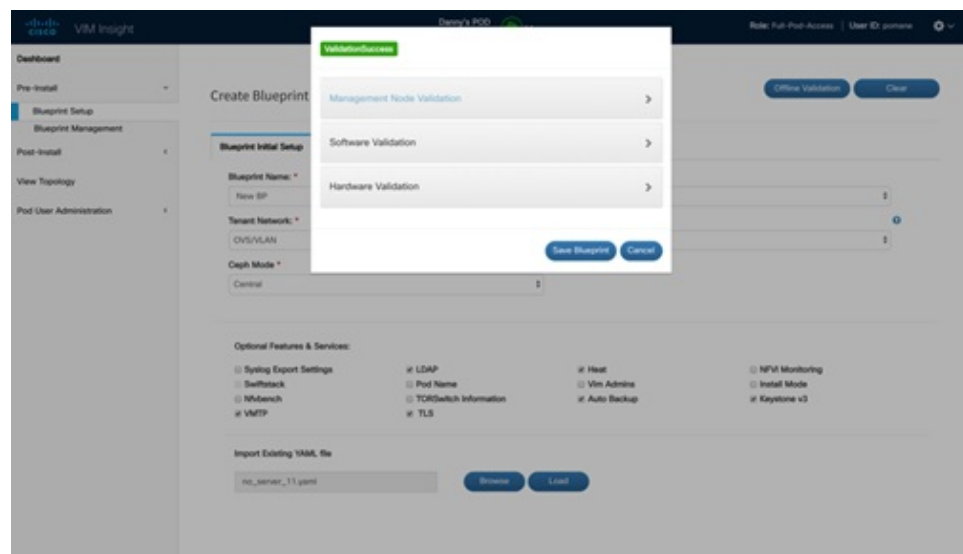 cisco VIM Insight
Danny's POD
Role: Full-Pod-Access | User ID: pomane
Dashboard
Pre-Install
Blueprint Setup
Blueprint Management
Post-Install
View Topology
Pod User Administration
Create Blueprint
Offline Validation Clear
ValidationSuccess
Management Node Validation
Software Validation
Hardware Validation
Save Blueprint Cancel
Blueprint Initial Setup
Blueprint Name: *
New BP
Tenant Network: *
OVS/VLAN
Ceph Mode *
Central
Optional Features & Services:
Syslog Export Settings LDAP Heat NFVI Monitoring
Swiftstack Pod Name Vim Admins Install Mode
Nfvbench TORSwitch Information Auto Backup Keystone v3
VMTP TLS
Import Existing YAML file
no_server_11.yaml Browse Load